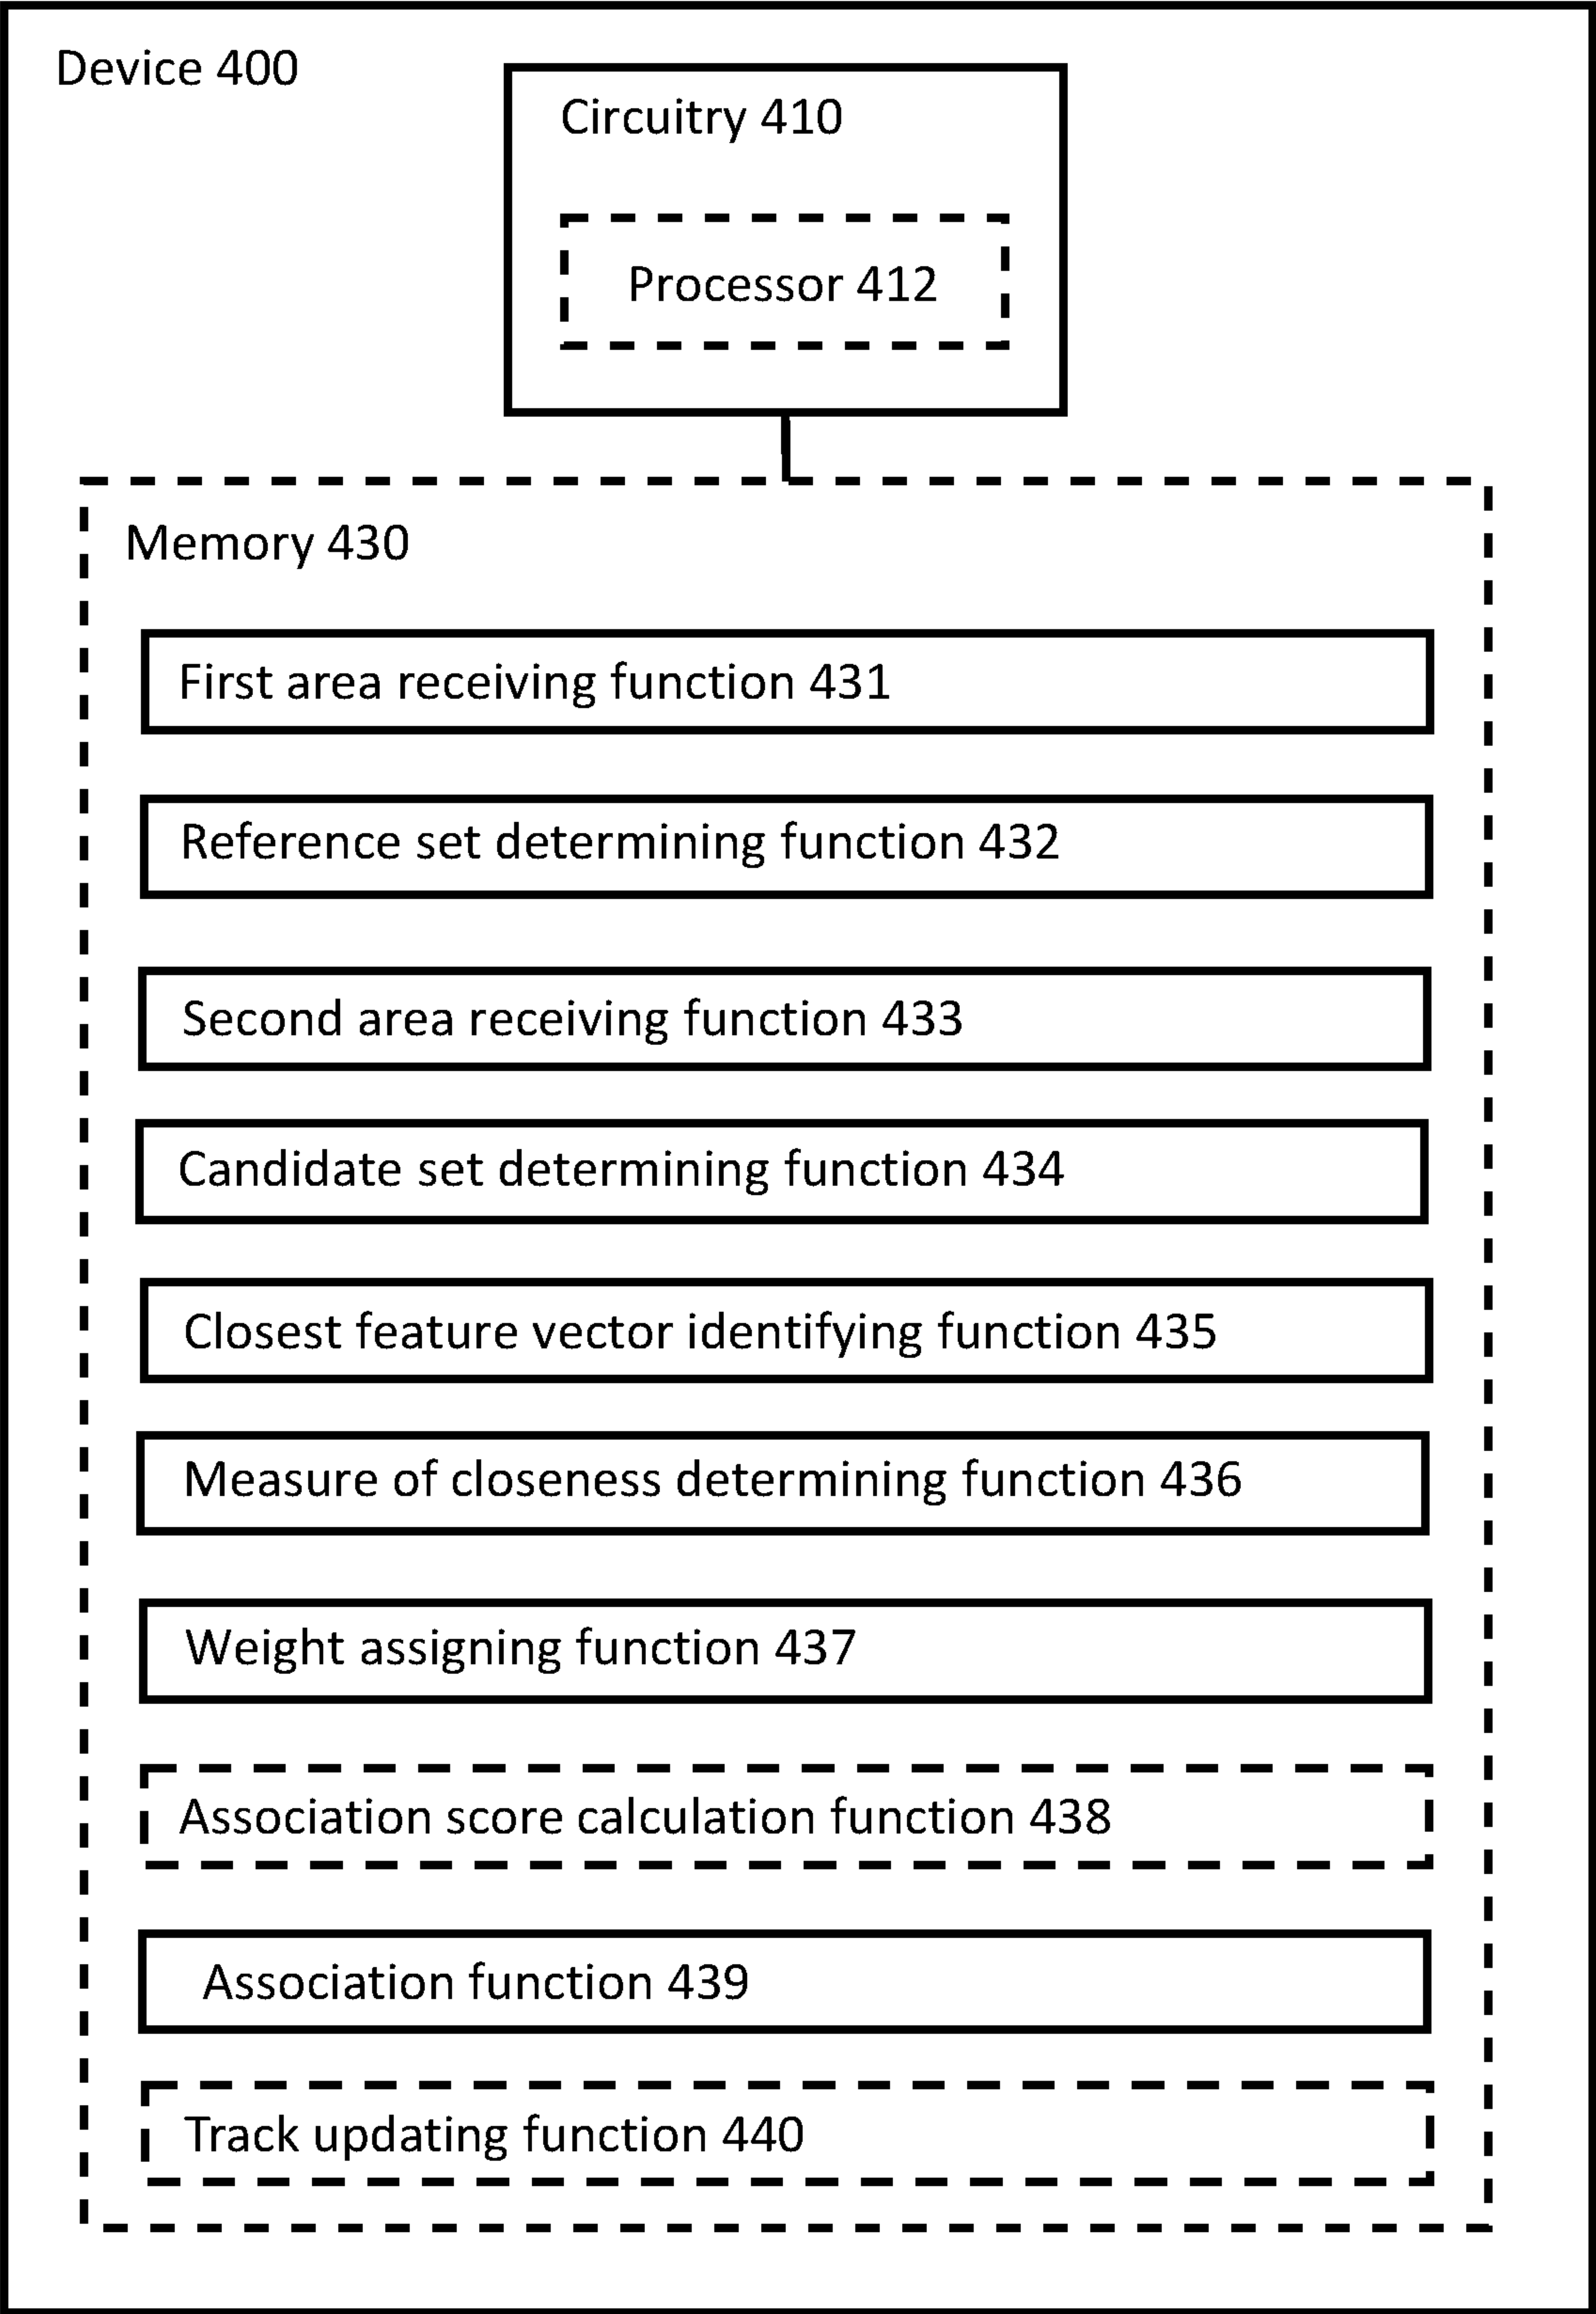 Device 400
Circuitry 410
Processor 412
Memory 430
First area receiving function 431
Reference set determining function 432
Second area receiving function 433
Candidate set determining function 434
Closest feature vector identifying function 435
Measure of closeness determining function 436
Weight assigning function 437
Association score calculation function 438
Association function 439
Track updating function 440